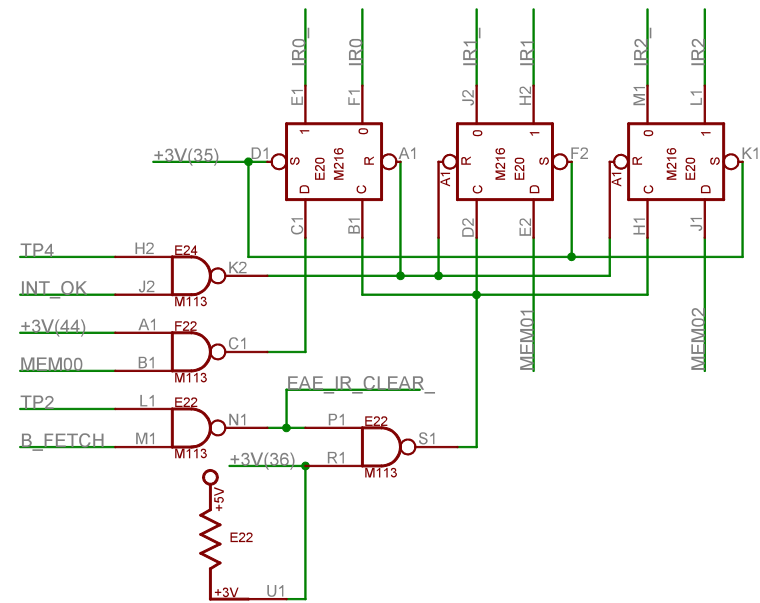 IR0_ IR0 IR1_ IR1 IR2_ IR2
E1 F1 J2 H2 M1 L1
1 0 0 1 0 1
+3V(35) D1 S E20 M216 R A1 A1 R M216 E20 S F2 A1 R M216 E20 S K1
D C C D C D
C1 B1 D2 E2 H1 J1
TP4 H2 E24 K2
INT_OK J2 M113
+3V(44) A1 F22 C1 MEM01 MEM02
MEM00 B1 M113
EAE_IR_CLEAR_
TP2 L1 E22 N1 P1 E22 S1
B_FETCH M1 M113
+3V(36) R1 M113
+5V
E22
+3V U1